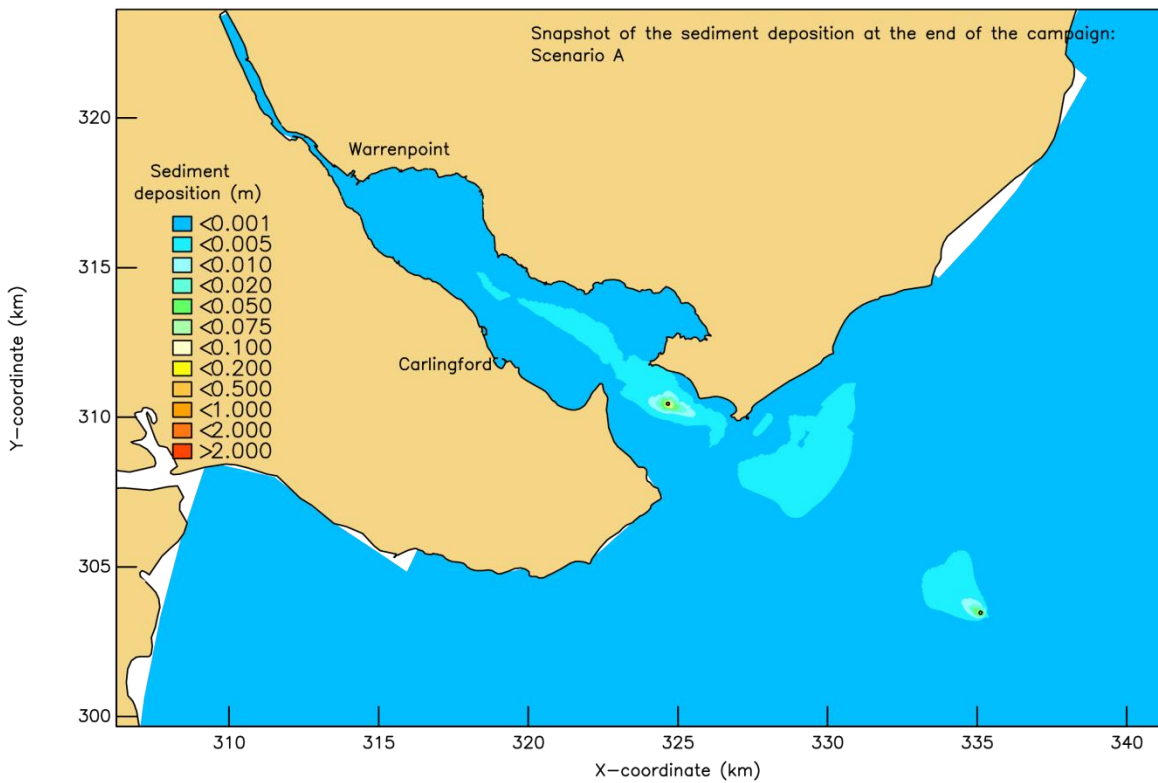 Snapshot of the sediment deposition at the end of the campaign:
Scenario A
320
Warrenpoint
Sediment
deposition (m)
<0.001
<0.005
<0.010
<0.020
<0.050
<0.075
<0.100
<0.200
<0.500
<1.000
<2.000
>2.000
315
Carlingford
310
305
300
Y-coordinate (km)
310 315 320 325 330 335 340
X-coordinate (km)